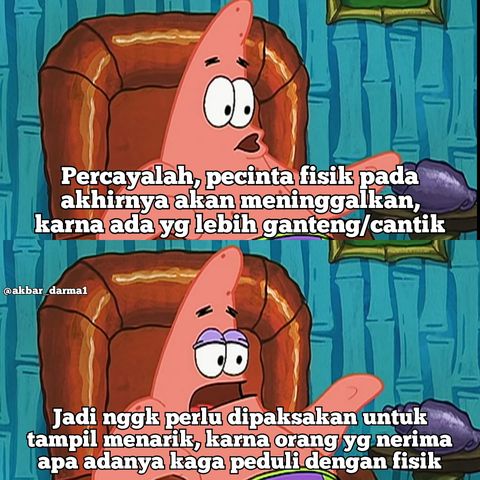 Percayalah, pecinta fisik pada
akhirnya akan meninggalkan,
karna ada yg lebih ganteng/cantik
@akbar_darma1
Jadi nggk perlu dipaksakan untuk
tampil menarik, karna orang yg nerima
apa adanya kaga peduli dengan fisik